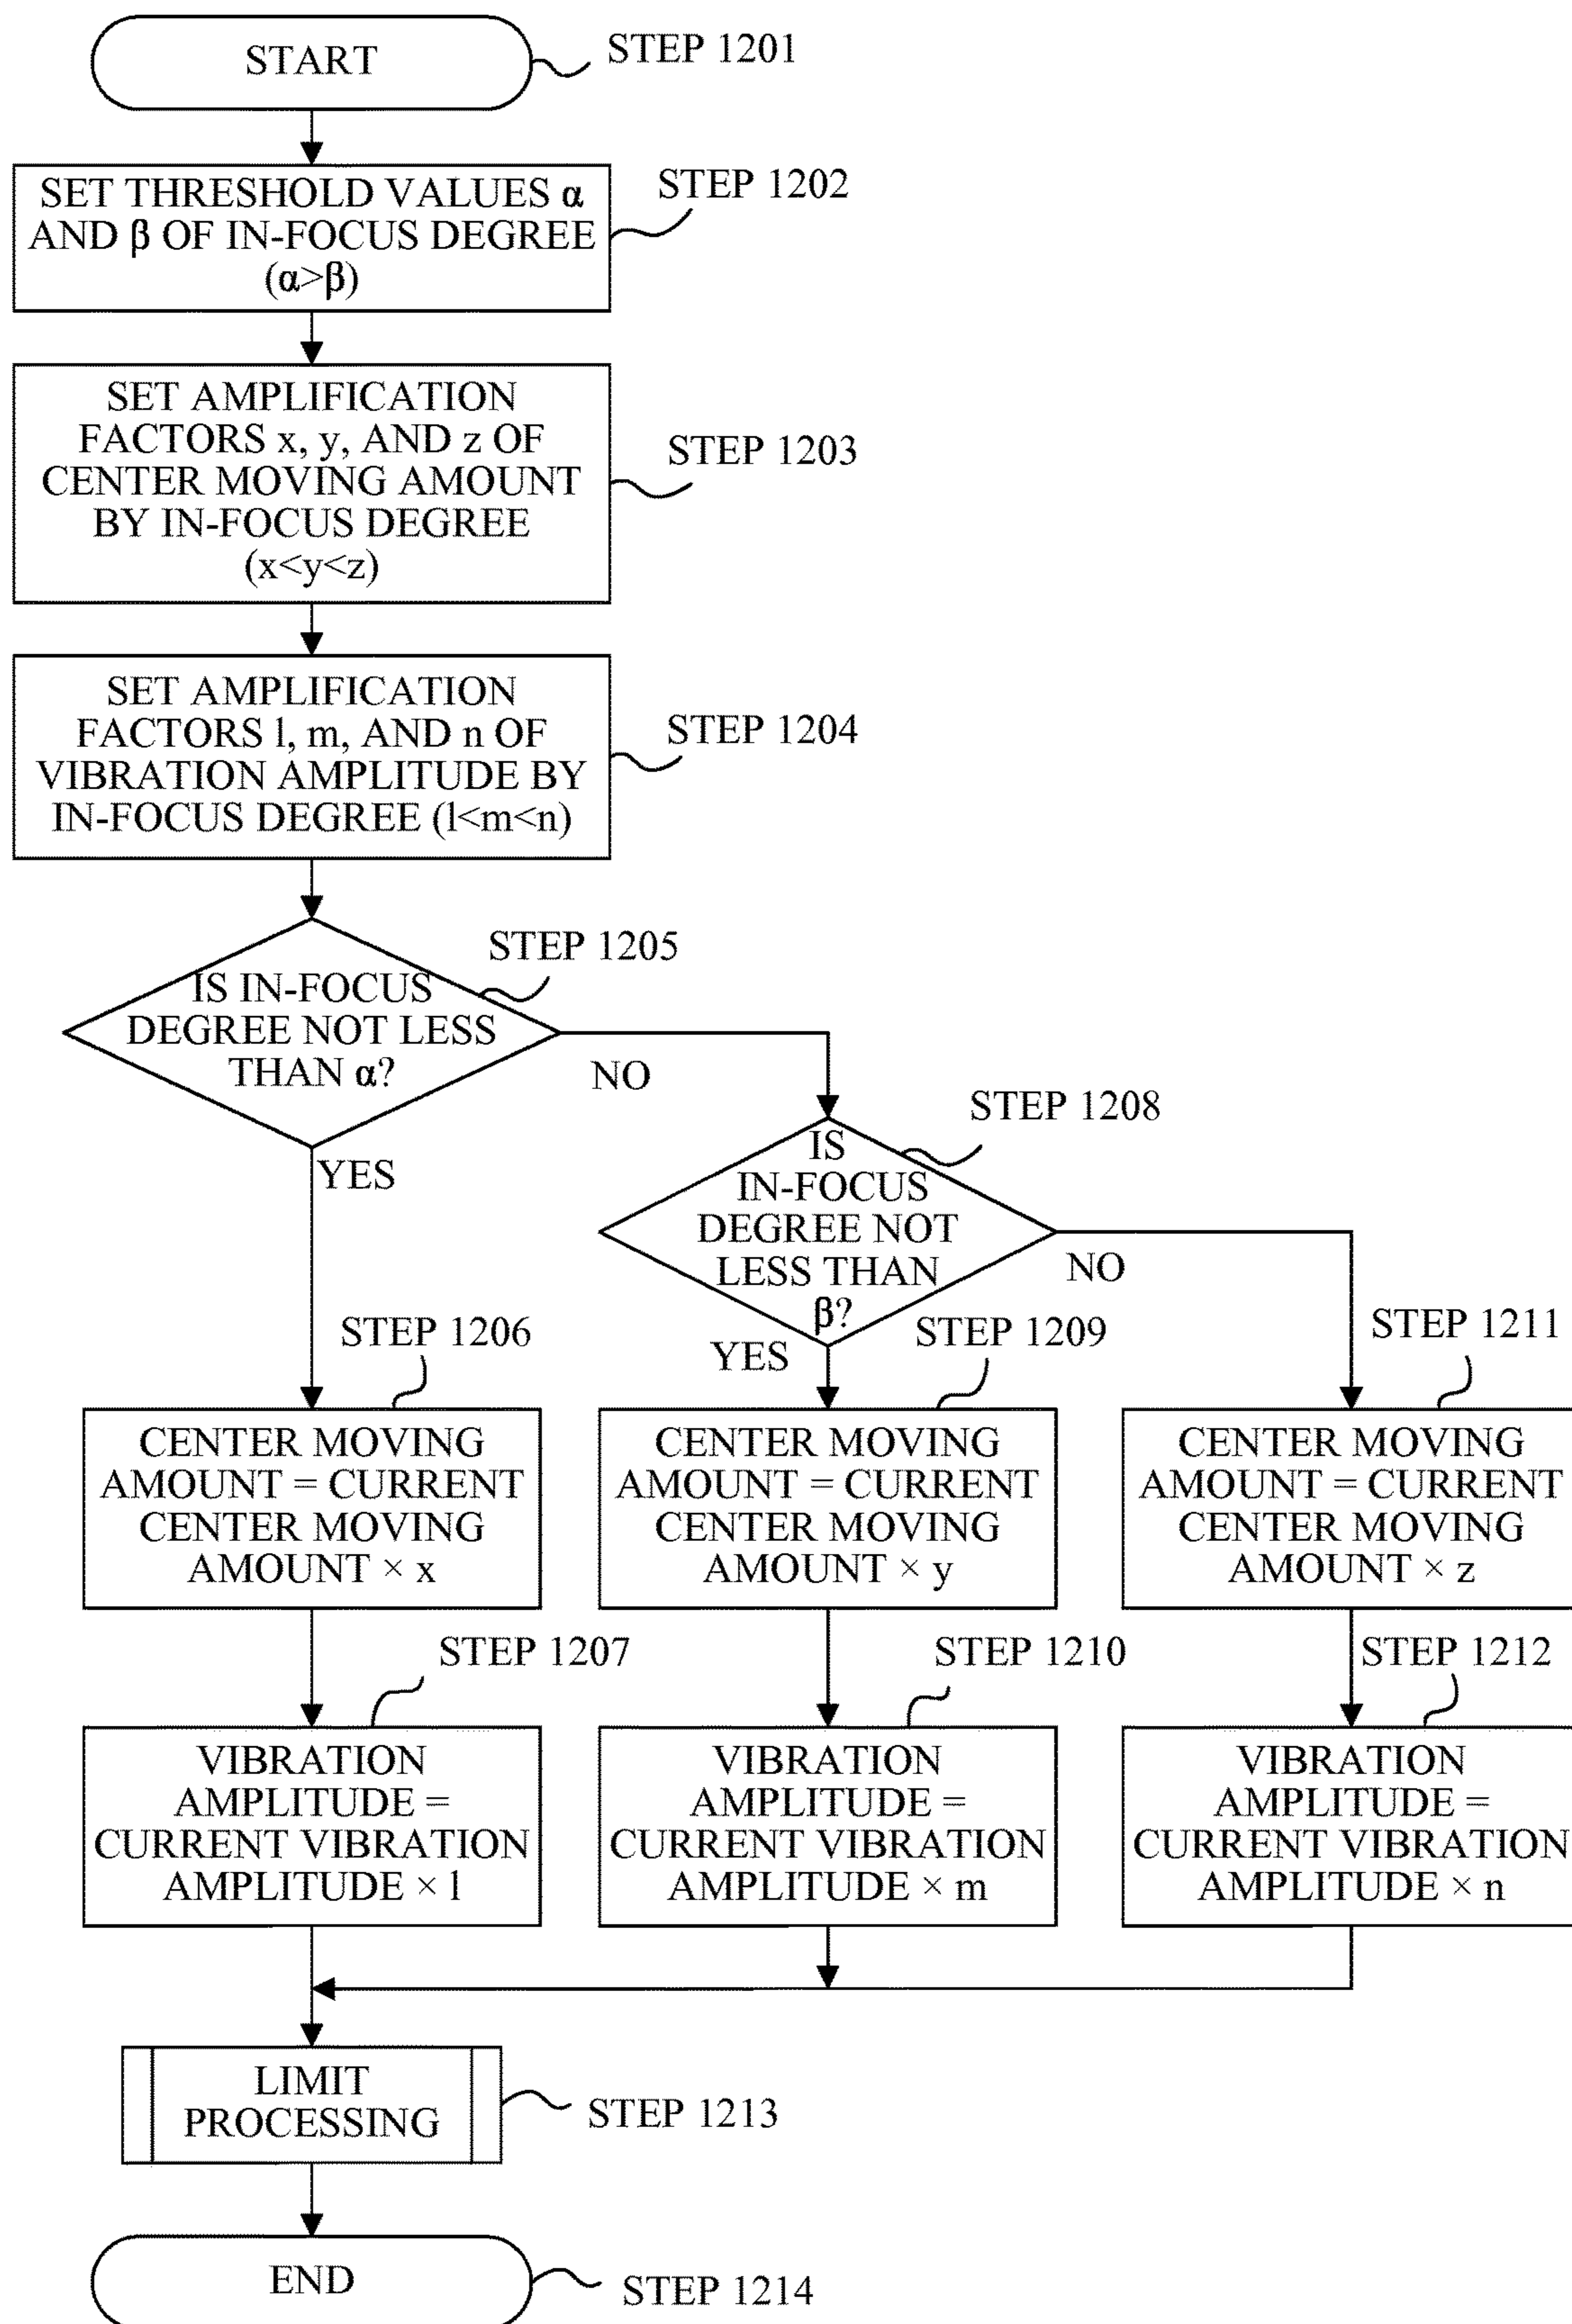 START
STEP 1201
SET THRESHOLD VALUES α
AND β OF IN-FOCUS DEGREE
(α>β)
STEP 1202
SET AMPLIFICATION
FACTORS x, y, AND z OF
CENTER MOVING AMOUNT
BY IN-FOCUS DEGREE
(x<y<z)
STEP 1203
SET AMPLIFICATION
FACTORS l, m, AND n OF
VIBRATION AMPLITUDE BY
IN-FOCUS DEGREE (l<m<n)
STEP 1204
STEP 1205
IS IN-FOCUS
DEGREE NOT LESS
THAN α?
NO
YES
STEP 1208
IS
IN-FOCUS
DEGREE NOT
LESS THAN
β?
NO
YES
STEP 1206
CENTER MOVING
AMOUNT = CURRENT
CENTER MOVING
AMOUNT × x
STEP 1209
CENTER MOVING
AMOUNT = CURRENT
CENTER MOVING
AMOUNT × y
STEP 1211
CENTER MOVING
AMOUNT = CURRENT
CENTER MOVING
AMOUNT × z
STEP 1207
VIBRATION
AMPLITUDE =
CURRENT VIBRATION
AMPLITUDE × l
STEP 1210
VIBRATION
AMPLITUDE =
CURRENT VIBRATION
AMPLITUDE × m
STEP 1212
VIBRATION
AMPLITUDE =
CURRENT VIBRATION
AMPLITUDE × n
LIMIT
PROCESSING
STEP 1213
END
STEP 1214